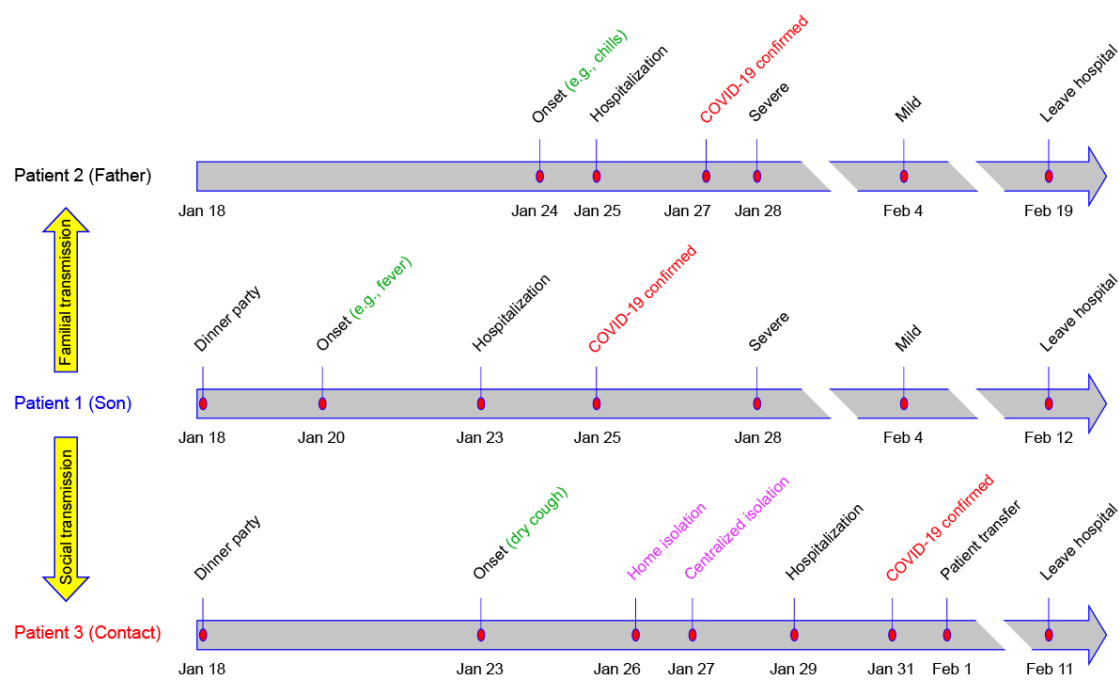 Onset (e.g., chills)
Hospitalization
COVID-19 confirmed
Severe
Mild
Leave hospital
Patient 2 (Father)
Jan 18
Jan 24
Jan 25
Jan 27
Jan 28
Feb 4
Feb 19
Familial transmission
Dinner party
Onset (e.g., fever)
Hospitalization
COVID-19 confirmed
Severe
Mild
Leave hospital
Patient 1 (Son)
Jan 18
Jan 20
Jan 23
Jan 25
Jan 28
Feb 4
Feb 12
Social transmission
Dinner party
Onset (dry cough)
Home isolation
Centralized isolation
Hospitalization
COVID-19 confirmed
Patient transfer
Leave hospital
Patient 3 (Contact)
Jan 18
Jan 23
Jan 26
Jan 27
Jan 29
Jan 31
Feb 1
Feb 11